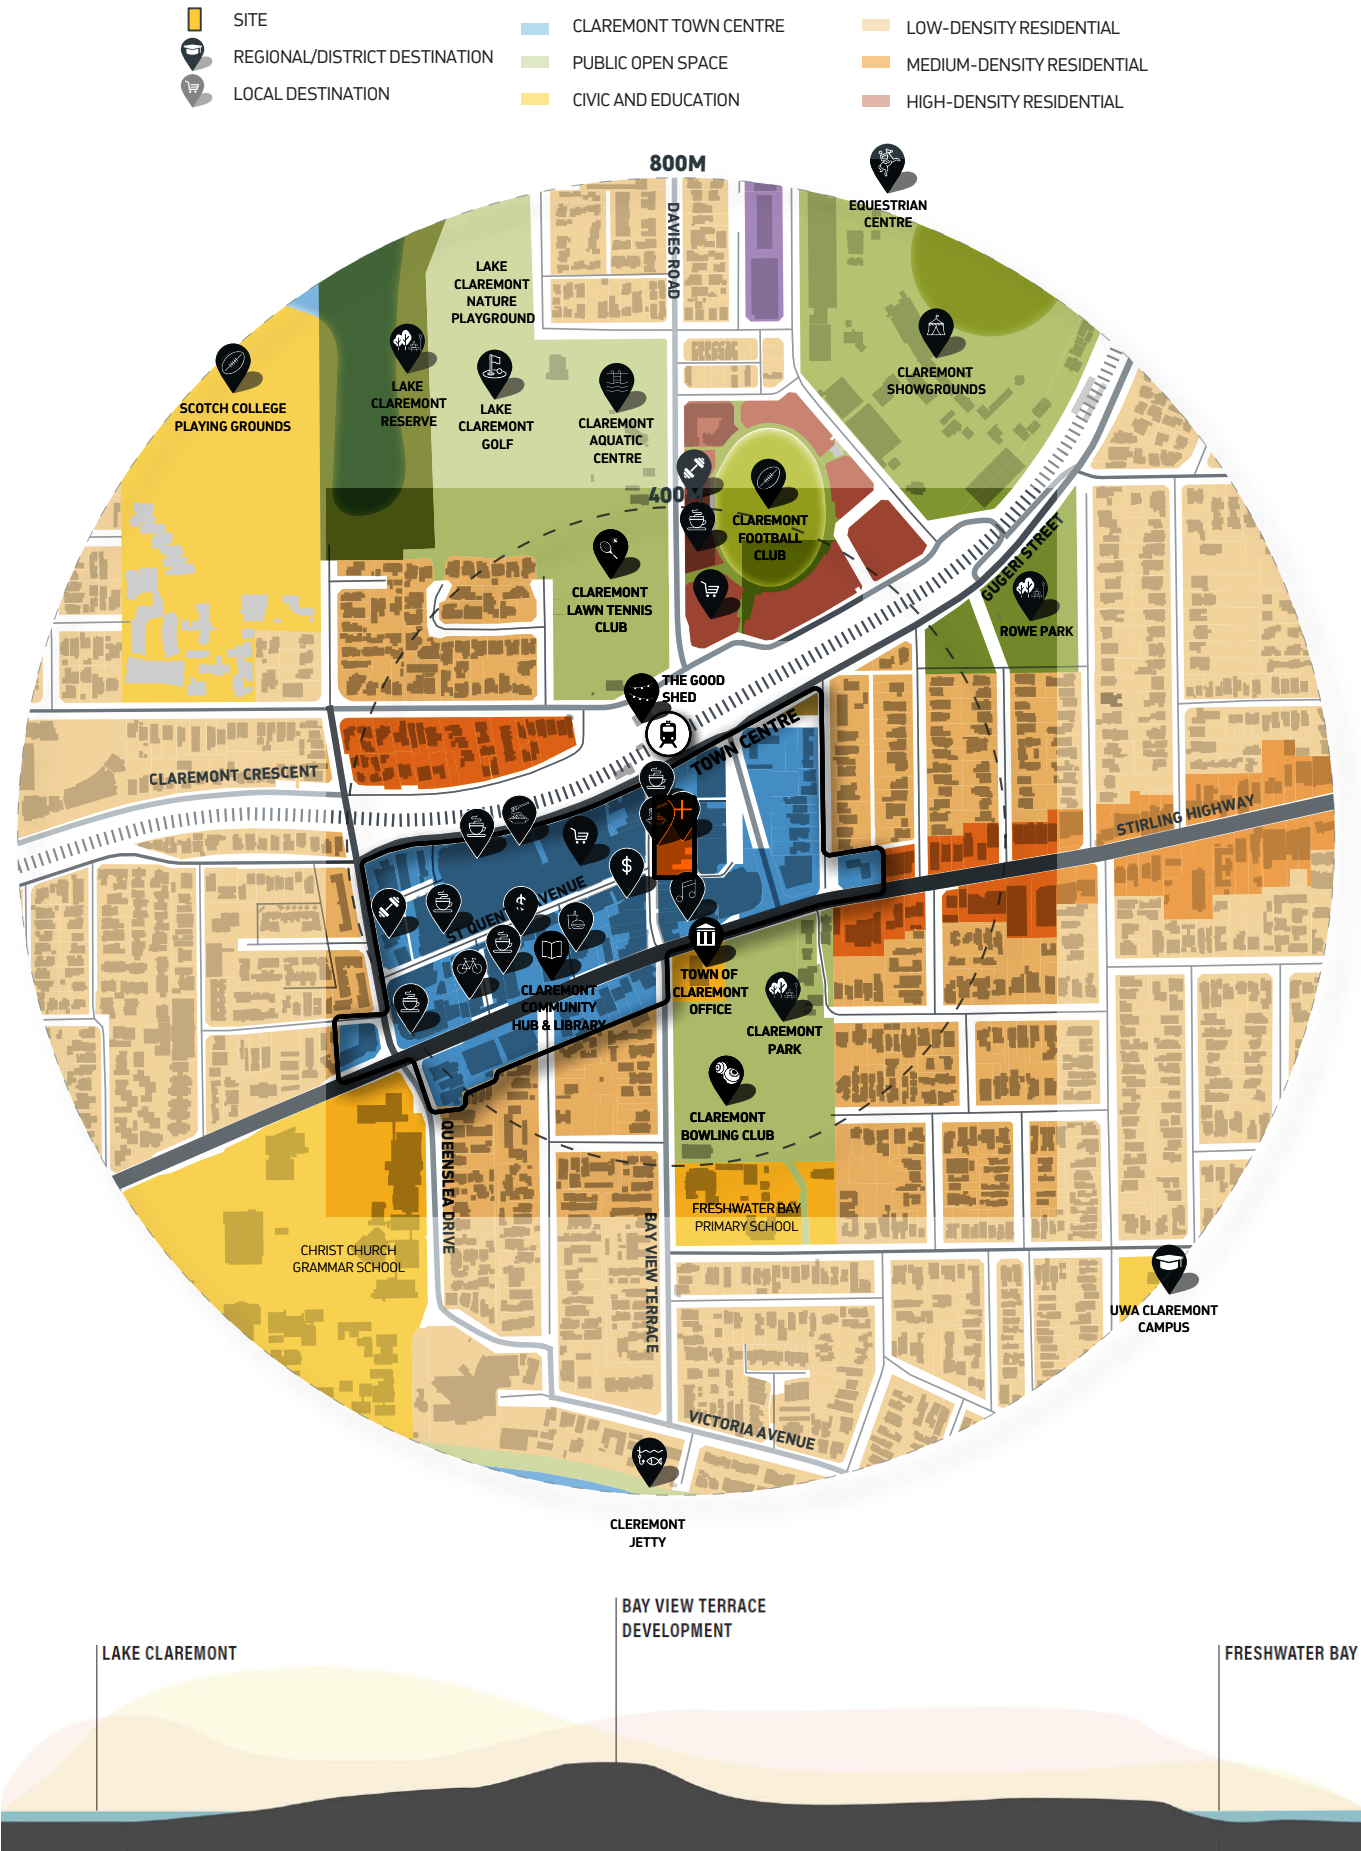 SITE
REGIONAL/DISTRICT DESTINATION
LOCAL DESTINATION
CLAREMONT TOWN CENTRE
PUBLIC OPEN SPACE
CIVIC AND EDUCATION
LOW-DENSITY RESIDENTIAL
MEDIUM-DENSITY RESIDENTIAL
HIGH-DENSITY RESIDENTIAL
800M
EQUESTRIAN
CENTRE
DAVIES ROAD
LAKE
CLAREMONT
NATURE
PLAYGROUND
SCOTCH COLLEGE
PLAYING GROUNDS
LAKE
CLAREMONT
RESERVE
LAKE
CLAREMONT
GOLF
CLAREMONT
AQUATIC
CENTRE
CLAREMONT
SHOWGROUNDS
400M
CLAREMONT
FOOTBALL
CLUB
CLAREMONT
LAWN TENNIS
CLUB
GUGERI STREET
ROWE PARK
THE GOOD
SHED
TOWN CENTRE
CLAREMONT CRESCENT
STIRLING HIGHWAY
$
ST QUEN AVENUE
TOWN OF
CLAREMONT
OFFICE
CLAREMONT
COMMUNITY
HUB & LIBRARY
CLAREMONT
PARK
CLAREMONT
BOWLING CLUB
QUEENSLEA DRIVE
FRESHWATER BAY
PRIMARY SCHOOL
BAY VIEW TERRACE
CHRIST CHURCH
GRAMMAR SCHOOL
UWA CLAREMONT
CAMPUS
VICTORIA AVENUE
CLEREMONT
JETTY
BAY VIEW TERRACE
DEVELOPMENT
LAKE CLAREMONT
FRESHWATER BAY